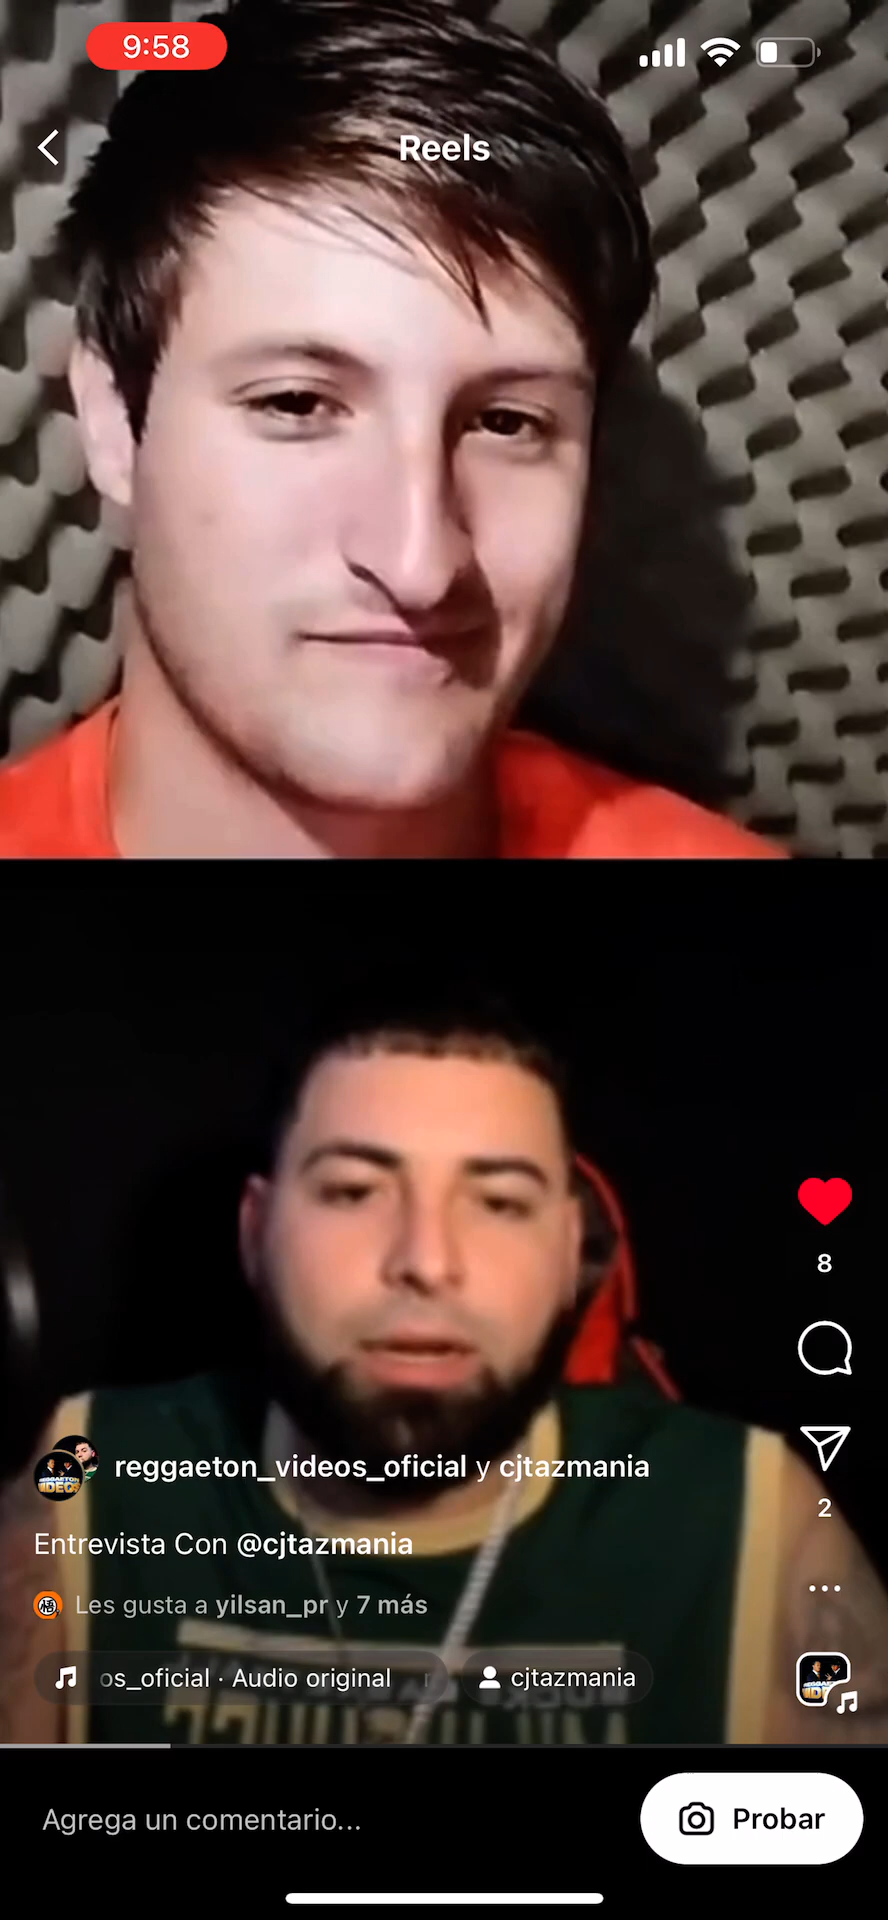 9:58
Reels
8
reggaeton_videos_oficial y cjtazmania
2
Entrevista Con @cjtazmania
Les gusta a yilsan_pr y 7 más
os_oficial · Audio original
cjtazmania
Agrega un comentario...
Probar